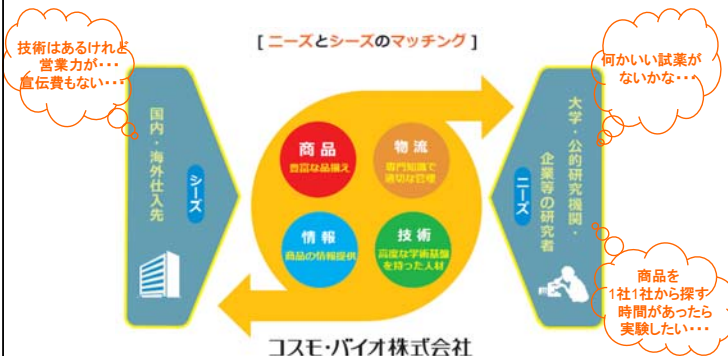 [ ニーズとシーズのマッチング ]
技術はあるけれど
営業力が・・・
宣伝費もない・・・
何かいい試薬が
ないかな・・・
国内・海外仕入先
シーズ
商品
豊富な品揃え
物流
専門知識で
適切な管理
情報
商品の情報提供
技術
高度な学術基盤
を持った人材
ニーズ
大学・公的研究機関・
企業等の研究者
商品を
1社1社から探す
時間があったら
実験したい・・・
コスモ・バイオ株式会社